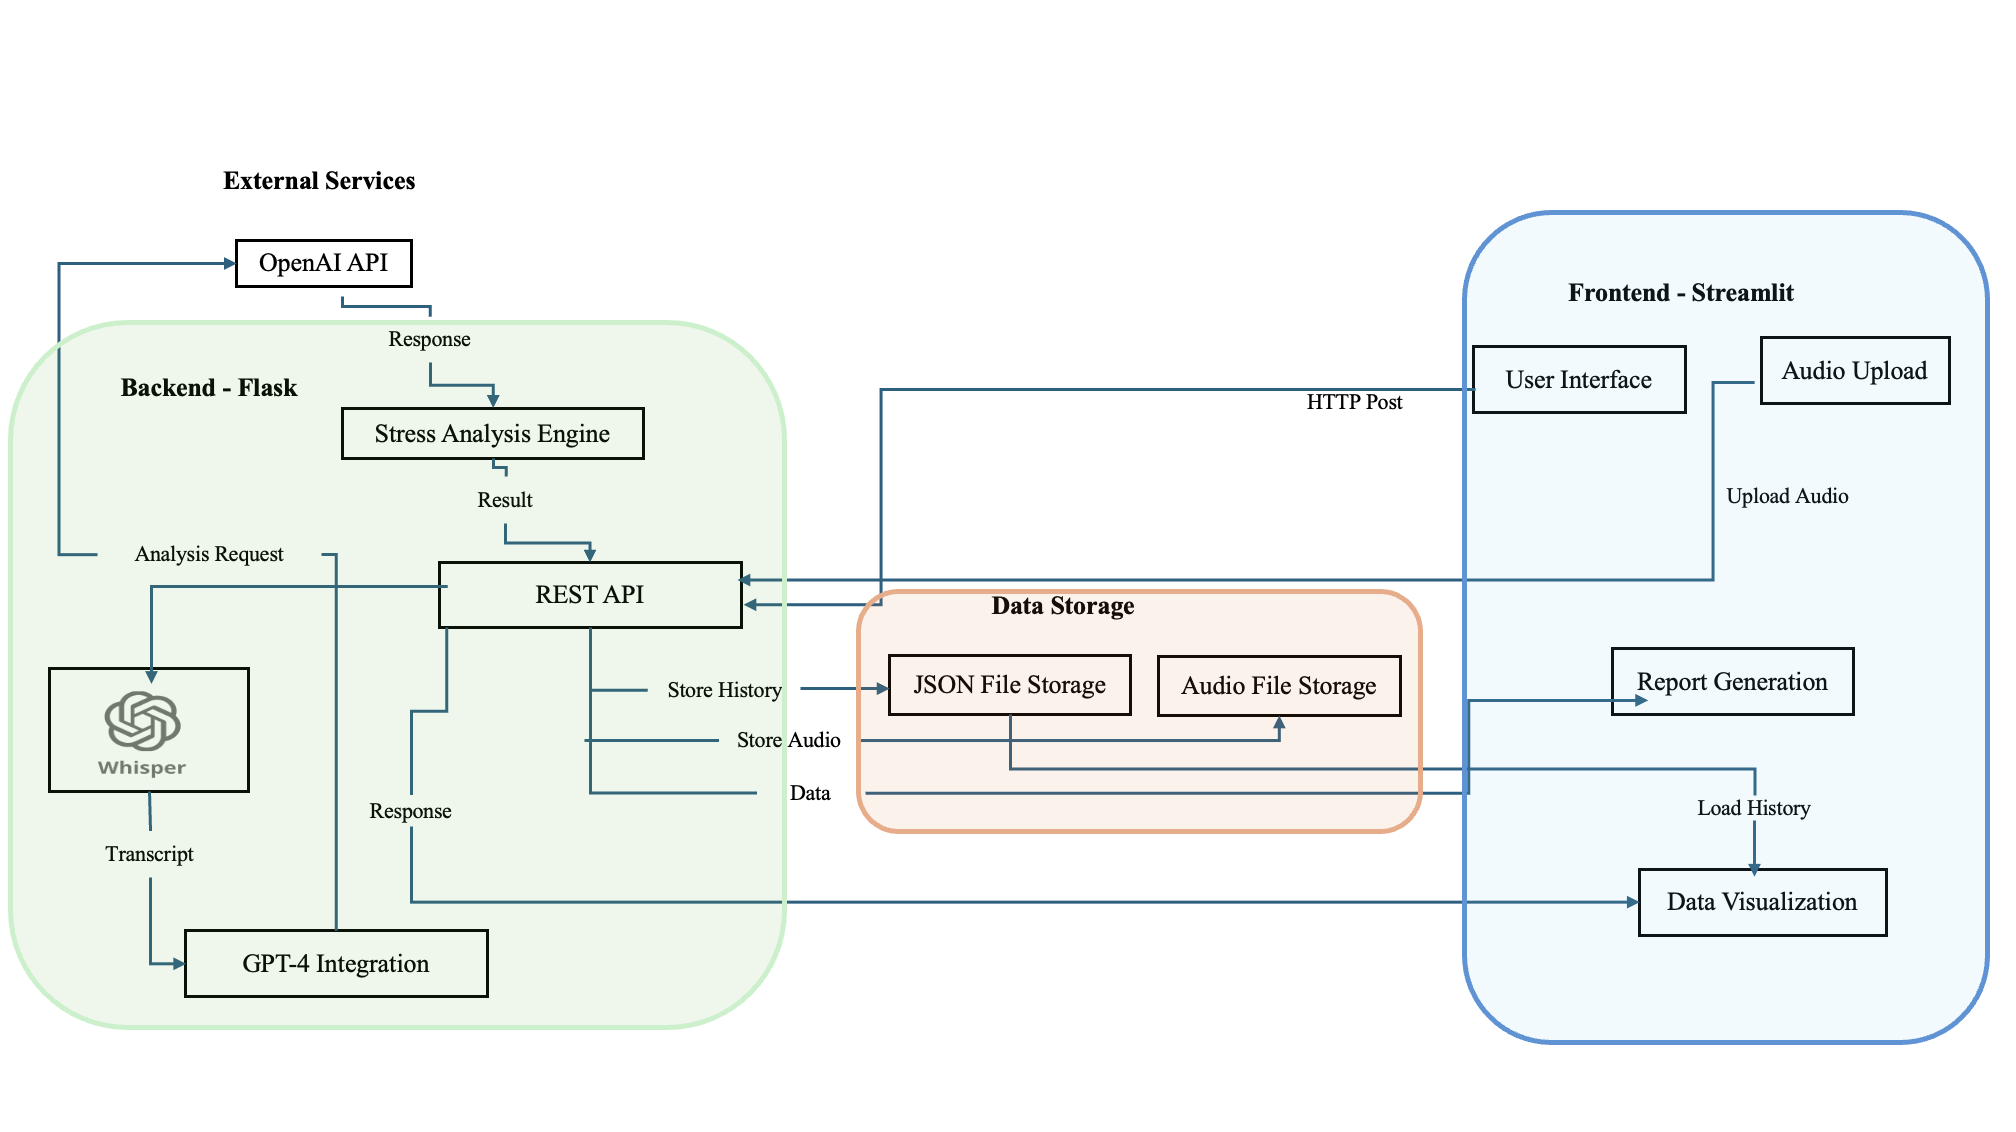 External Services
OpenAI API
Response
Backend - Flask
Stress Analysis Engine
Result
Analysis Request
REST API
Whisper
Transcript
GPT-4 Integration
Response
Store History
Store Audio
Data
Data Storage
JSON File Storage
Audio File Storage
HTTP Post
Frontend - Streamlit
User Interface
Audio Upload
Upload Audio
Report Generation
Load History
Data Visualization